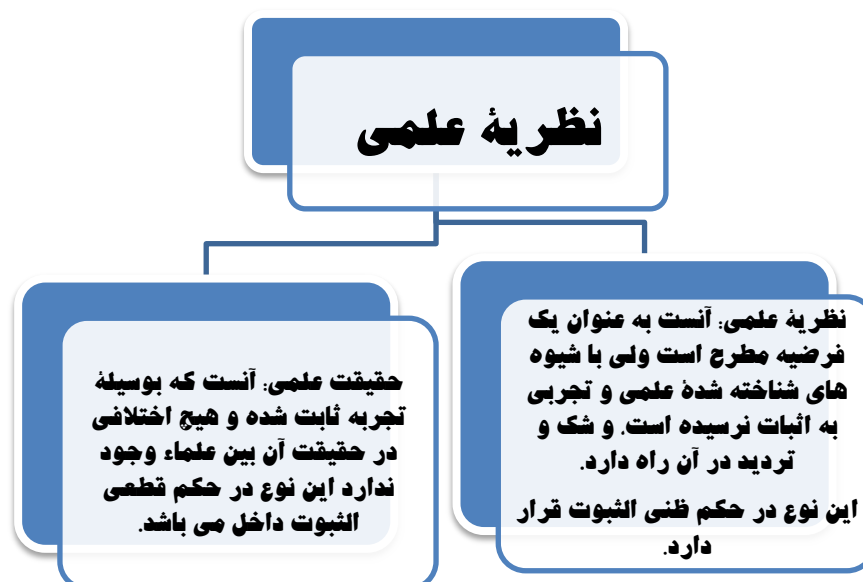 نظریهٔ علمی
نظریهٔ علمی: آنست به عنوان یک
فرضیه مطرح است ولی با شیوه
های شناخته شدهٔ علمی و تجربی
به اثبات نرسیده است. و شک و
تردید در آن راه دارد.
این نوع در حکم ظنی الثبوت قرار
دارد.
حقیقت علمی: آنست که بوسیلهٔ
تجربه ثابت شده و هیچ اختلافی
در حقیقت آن بین علماء وجود
ندارد این نوع در حکم قطعی
الثبوت داخل می باشد.